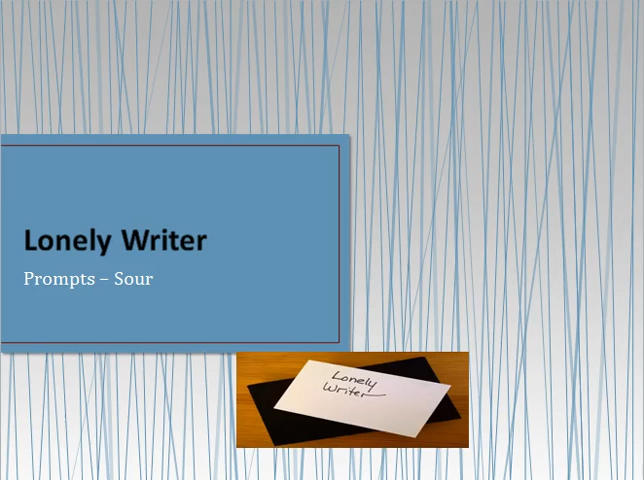 Lonely Writer
Prompts – Sour
Lonely
Writer